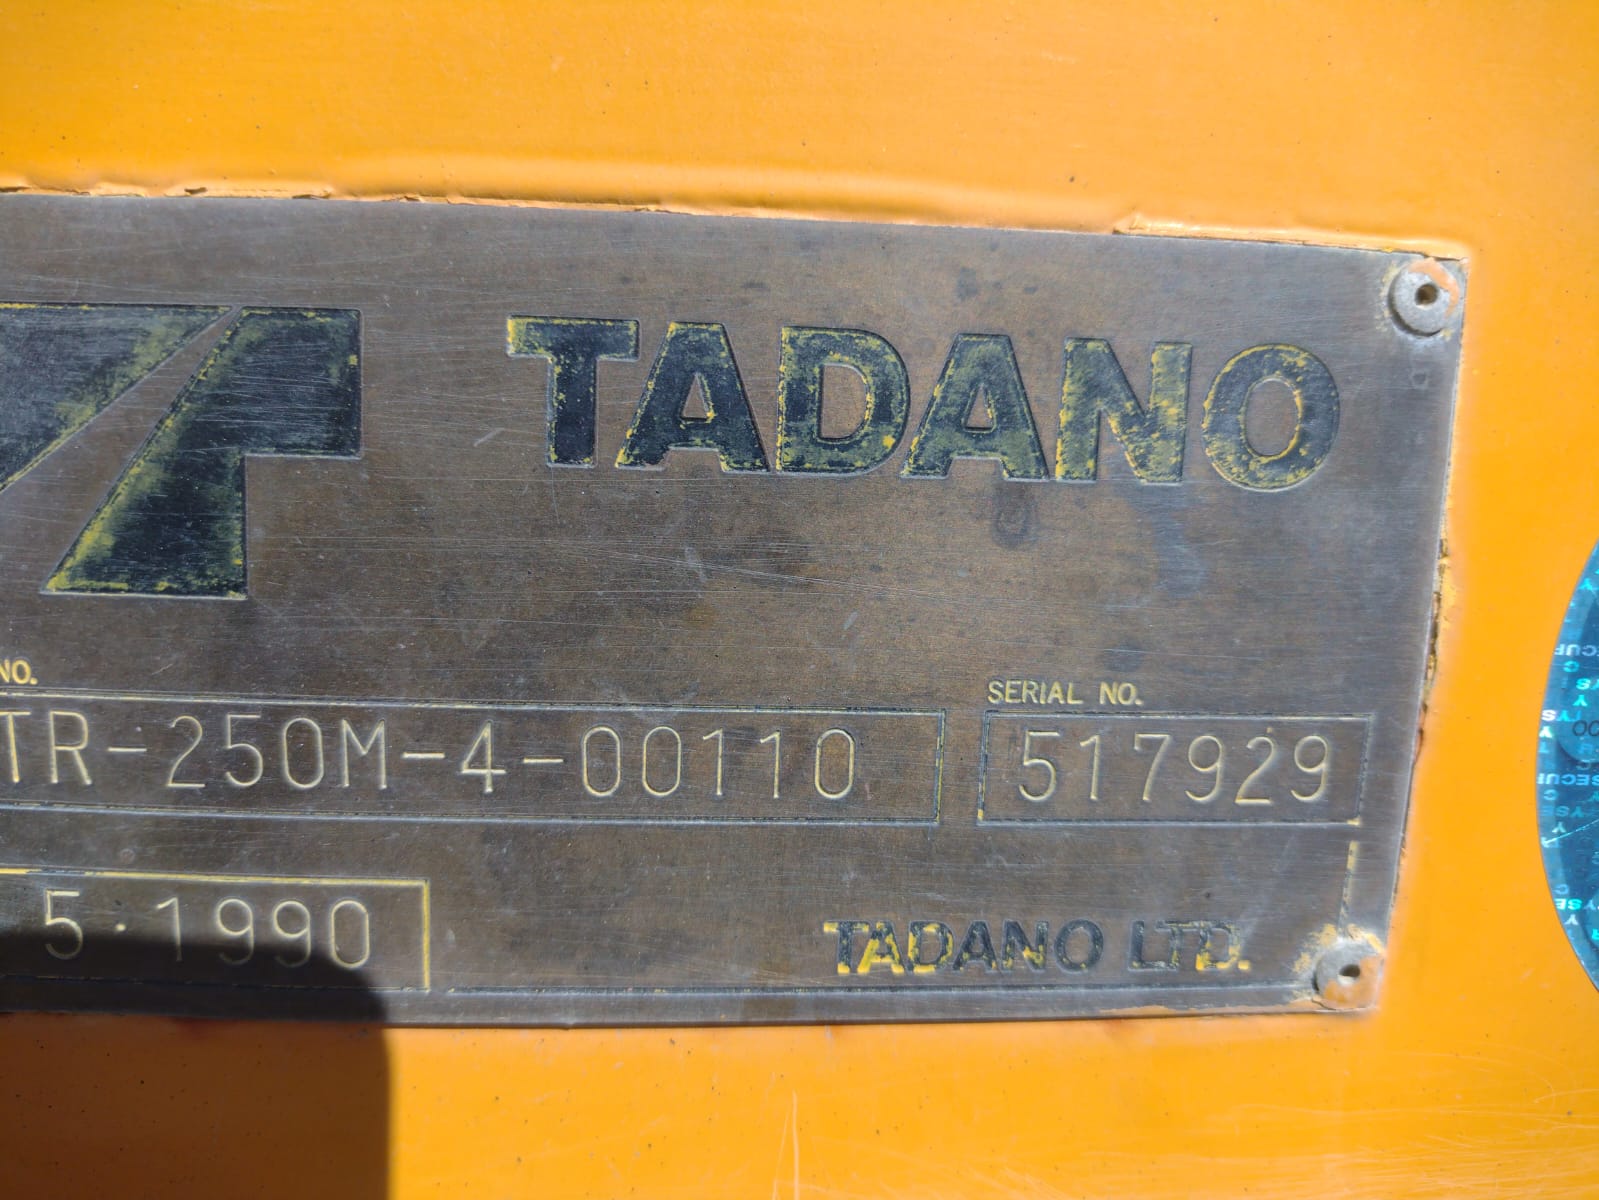 TADANO
NO.
TR-250M-4-00110
SERIAL NO.
517929
5·1990
TADANO LTD.